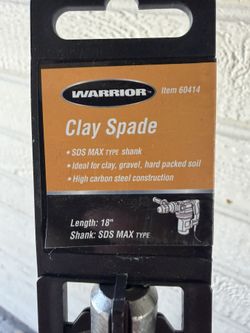 WARRIOR™
Item 60414
Clay Spade
• SDS MAX TYPE shank
• Ideal for clay, gravel, hard packed soil
• High carbon steel construction
Length: 18"
Shank: SDS MAX TYPE